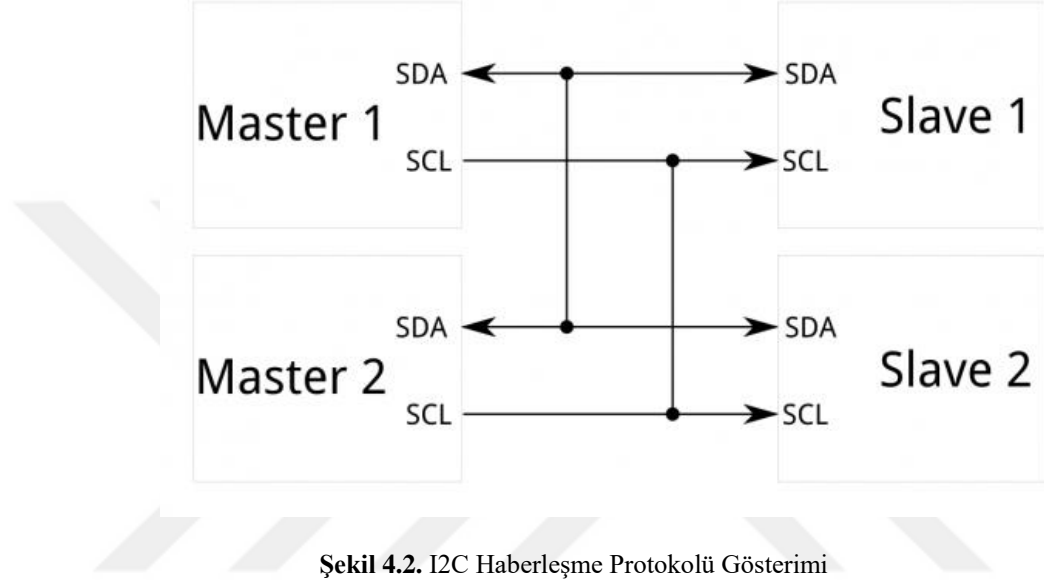 SDA
SDA
Master 1
Slave 1
SCL
SCL
SDA
SDA
Master 2
Slave 2
SCL
SCL
Şekil 4.2. I2C Haberleşme Protokolü Gösterimi